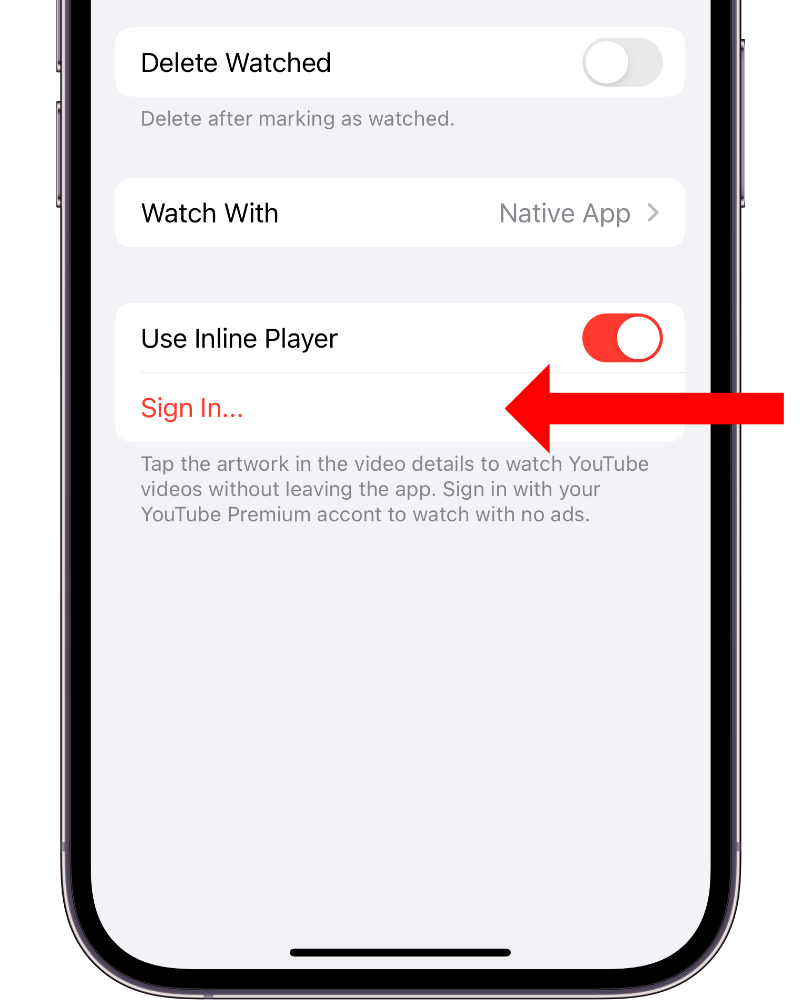 Delete Watched
Delete after marking as watched.
Watch With
Native App
Use Inline Player
Sign In...
Tap the artwork in the video details to watch YouTube
videos without leaving the app. Sign in with your
YouTube Premium accont to watch with no ads.